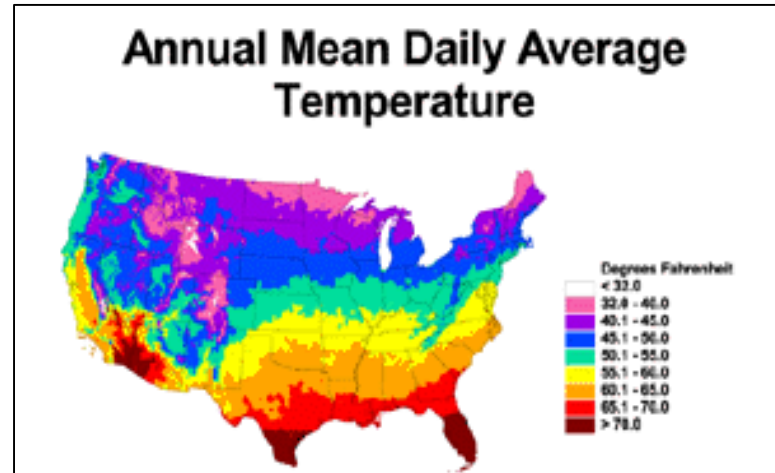 Annual Mean Daily Average
Temperature
Degrees Fahrenheit
< 32.0
32.0 - 40.0
40.1 - 45.0
45.1 - 50.0
50.1 - 55.0
55.1 - 60.0
60.1 - 65.0
65.1 - 70.0
> 70.0